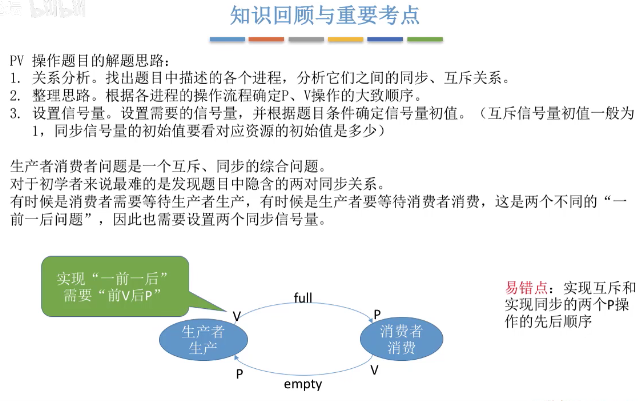 bilibili
知识回顾与重要考点
PV 操作题目的解题思路：
1. 关系分析。找出题目中描述的各个进程，分析它们之间的同步、互斥关系。
2. 整理思路。根据各进程的操作流程确定P、V操作的大致顺序。
3. 设置信号量。设置需要的信号量，并根据题目条件确定信号量初值。（互斥信号量初值一般为
1，同步信号量的初始值要看对应资源的初始值是多少）
生产者消费者问题是一个互斥、同步的综合问题。
对于初学者来说最难的是发现题目中隐含的两对同步关系。
有时候是消费者需要等待生产者生产，有时候是生产者要等待消费者消费，这是两个不同的“一
前一后问题”，因此也需要设置两个同步信号量。
实现“一前一后”
需要“前V后P”
full
V
P
生产者
生产
消费者
消费
P
V
empty
易错点：实现互斥和
实现同步的两个P操
作的先后顺序